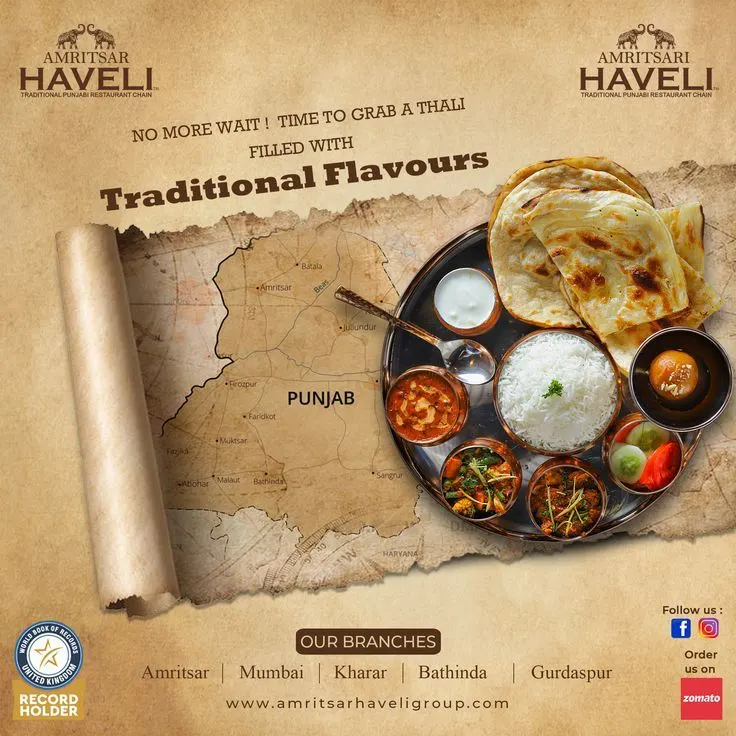 AMRITSAR
HAVELI
TRADITIONAL PUNJABI RESTAURANT CHAIN
AMRITSARI
HAVELI
TRADITIONAL PUNJABI RESTAURANT CHAIN
NO MORE WAIT ! TIME TO GRAB A THALI
FILLED WITH
Traditional Flavours
Batala
Beas
Amritsar
Jullundur
Firozpur
PUNJAB
Faridkot
Muktsar
Fazilka
Abohar
Malaut
Bathinda
Sangrur
HARYANA
WORLD BOOK OF RECORDS
UNITED KINGDOM
RECORD
HOLDER
OUR BRANCHES
Amritsar | Mumbai | Kharar | Bathinda | Gurdaspur
www.amritsarhaveligroup.com
Follow us :
Order
us on
zomato